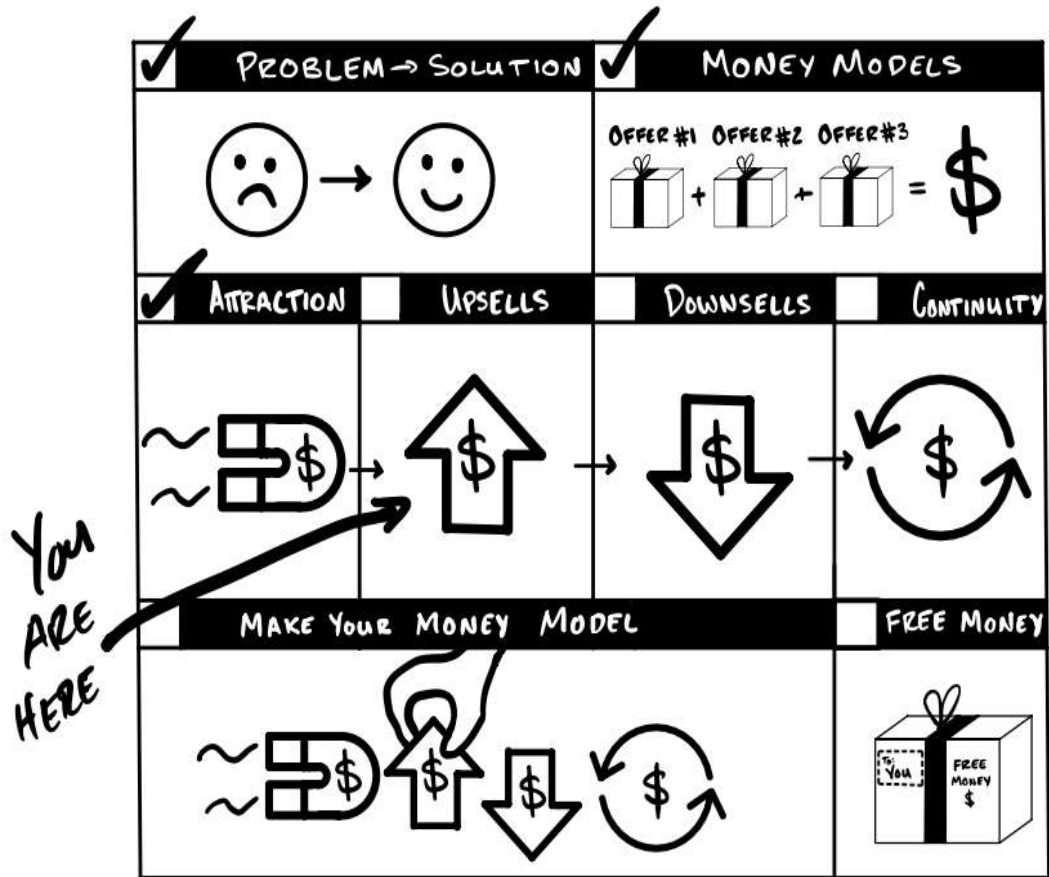 PROBLEM → SOLUTION
MONEY MODELS
OFFER #1 OFFER #2 OFFER #3
+ + = $
ATTRACTION
UPSELLS
DOWNSELLS
CONTINUITY
$
$
$
$
YOU
ARE
HERE
MAKE YOUR MONEY MODEL
FREE MONEY
$
$
$
$
TO:
YOU
FREE
MONEY
$